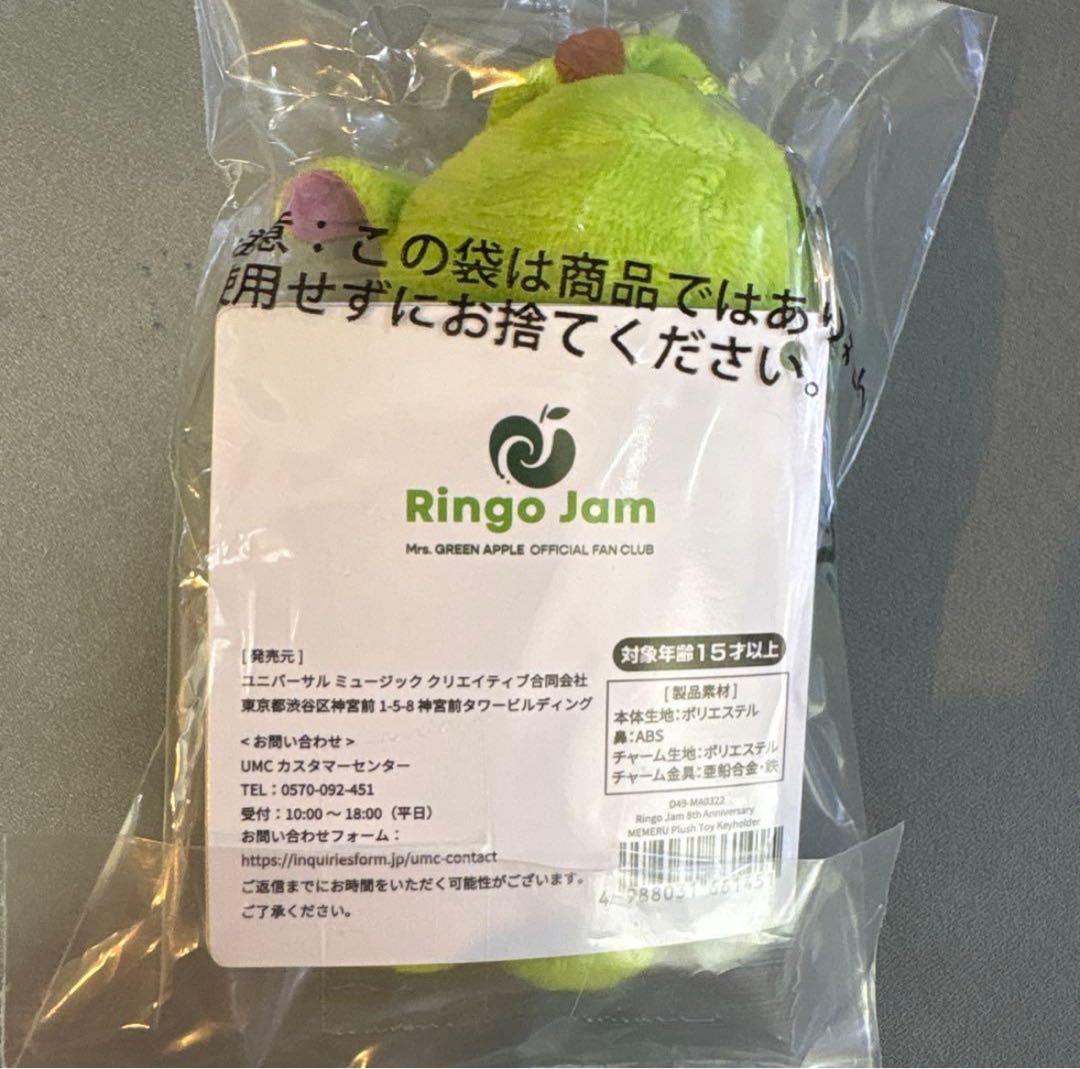 ：この袋は商品ではあり
使用せずにお捨てください。
Ringo Jam
Mrs. GREEN APPLE OFFICIAL FAN CLUB
[発売元]
ユニバーサル ミュージック クリエイティブ合同会社
東京都渋谷区神宮前 1-5-8 神宮前タワービルディング
<お問い合わせ>
UMC カスタマーセンター
TEL：0570-092-451
受付：10:00 〜 18:00（平日）
お問い合わせフォーム：
https://inquiriesform.jp/umc-contact
ご返信までにお時間をいただく可能性がございます。
ご了承ください。
対象年齢15才以上
[製品素材]
本体生地：ポリエステル
鼻：ABS
チャーム生地：ポリエステル
チャーム金具：亜鉛合金・鉄
D49-MA0322
Ringo Jam 8th Anniversary
MEMERU Plush Toy Keyholder